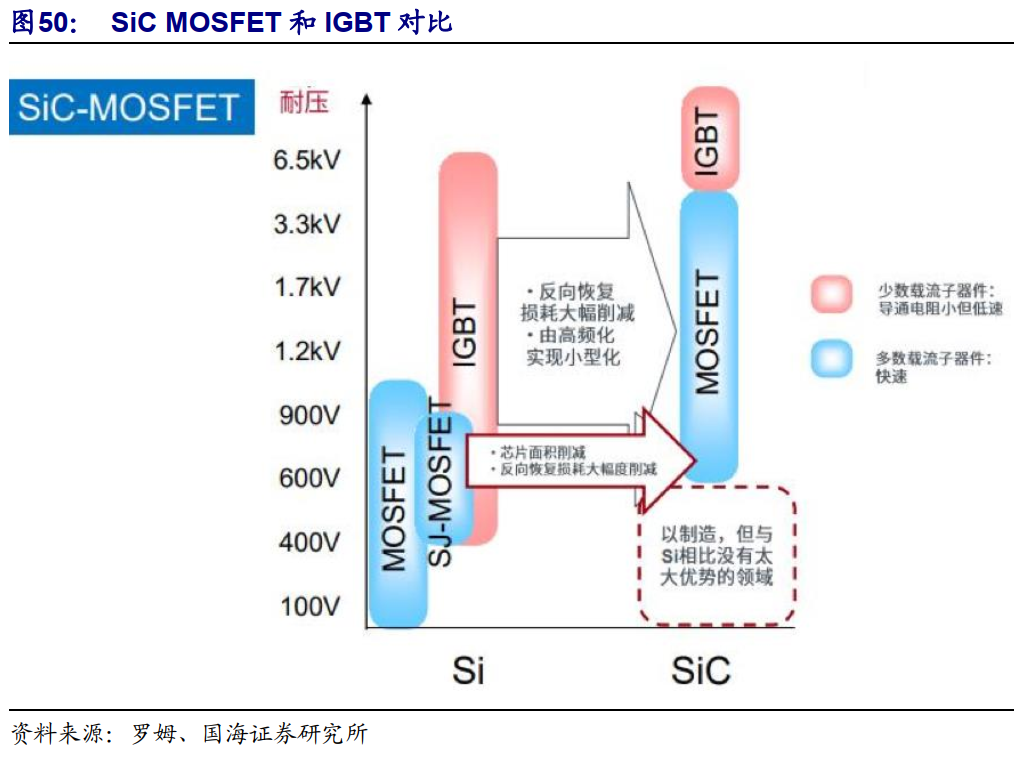 图50： SiC MOSFET 和 IGBT 对比
SiC-MOSFET
耐压
6.5kV
3.3kV
1.7kV
1.2kV
900V
600V
400V
100V
MOSFET
SJ-MOSFET
IGBT
・反向恢复
损耗大幅削减
・由高频化
实现小型化
・芯片面积削减
・反向恢复损耗大幅度削减
IGBT
MOSFET
以制造，但与
Si相比没有太
大优势的领域
少数载流子器件：
导通电阻小但低速
多数载流子器件：
快速
Si
SiC
资料来源：罗姆、国海证券研究所